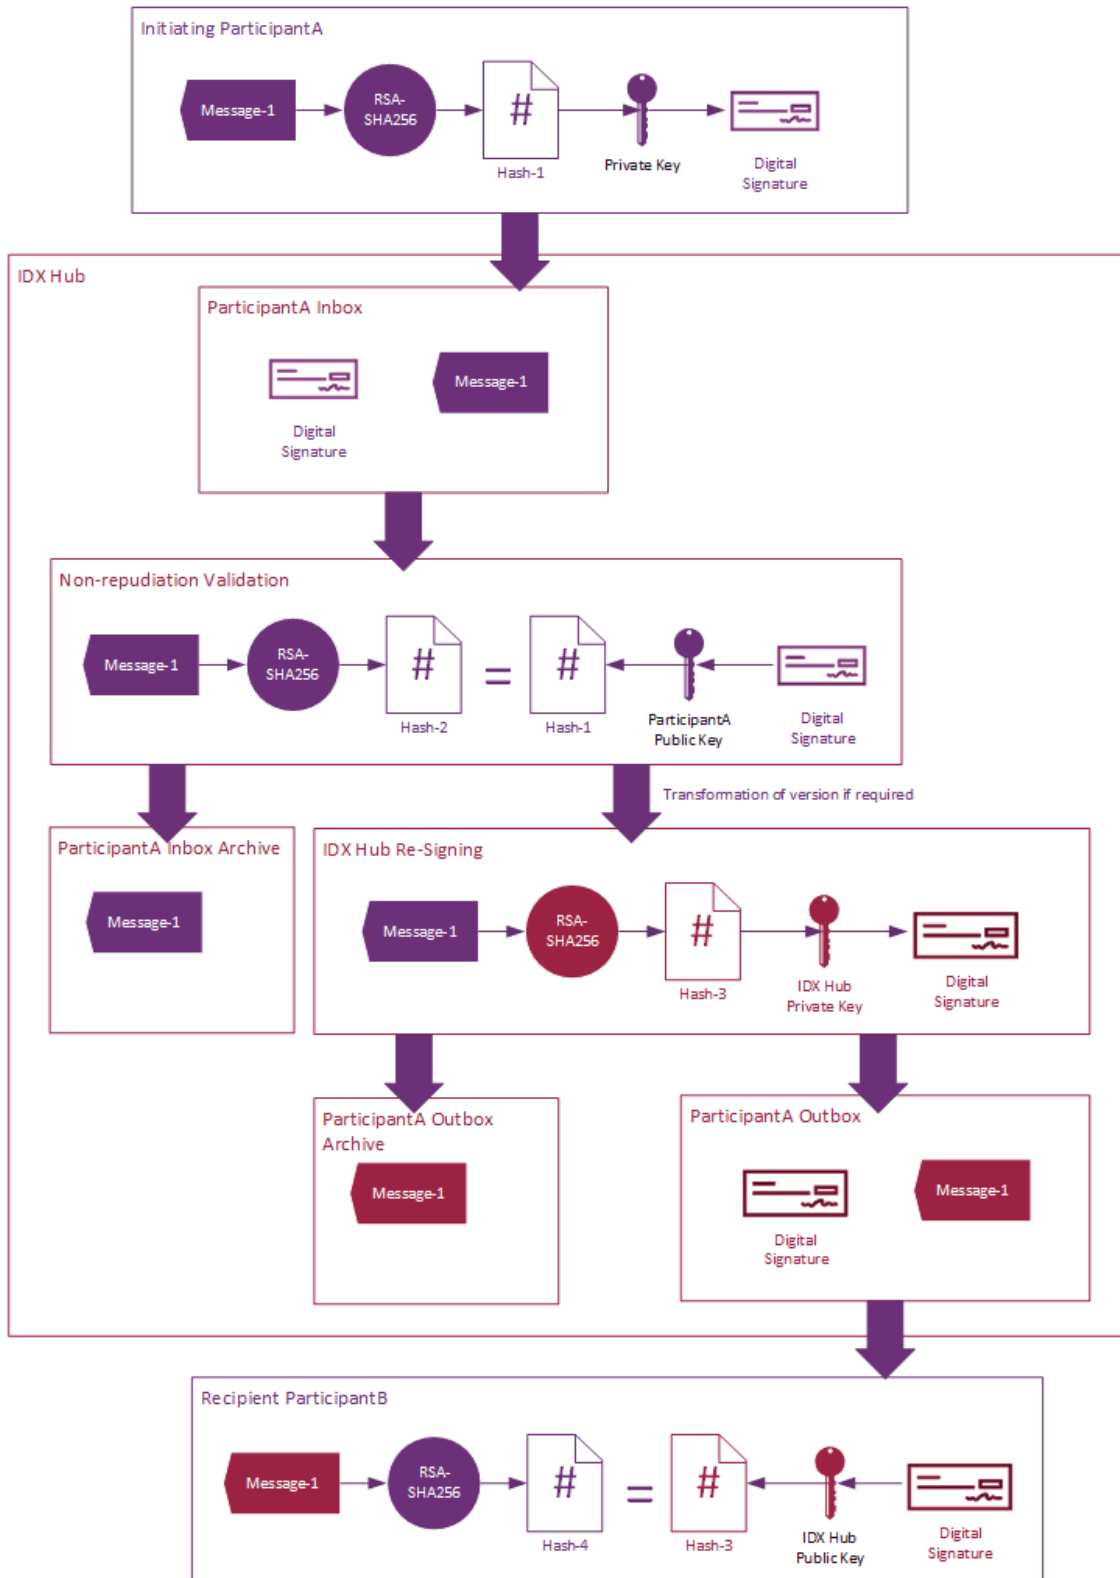 Initiating ParticipantA
Message-1
RSA-
SHA256
#
Hash-1
Private Key
Digital
Signature
IDX Hub
ParticipantA Inbox
Digital
Signature
Message-1
Non-repudiation Validation
Message-1
RSA-
SHA256
#
Hash-2
=
#
Hash-1
ParticipantA
Public Key
Digital
Signature
Transformation of version if required
ParticipantA Inbox Archive
Message-1
IDX Hub Re-Signing
Message-1
RSA-
SHA256
#
Hash-3
IDX Hub
Private Key
Digital
Signature
ParticipantA Outbox
Archive
Message-1
ParticipantA Outbox
Digital
Signature
Message-1
Recipient ParticipantB
Message-1
RSA-
SHA256
#
Hash-4
=
#
Hash-3
IDX Hub
Public Key
Digital
Signature